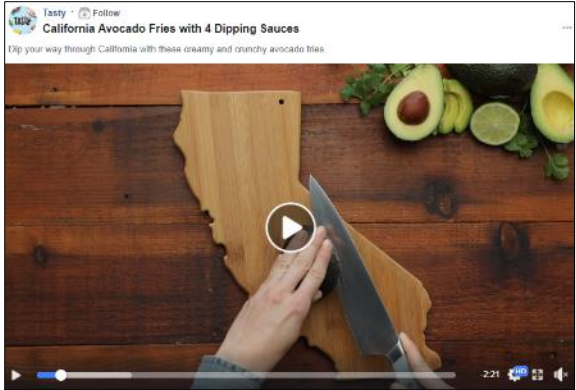 TASTY
Tasty · Follow
California Avocado Fries with 4 Dipping Sauces
Dip your way through California with these creamy and crunchy avocado fries.
-2:21 HD